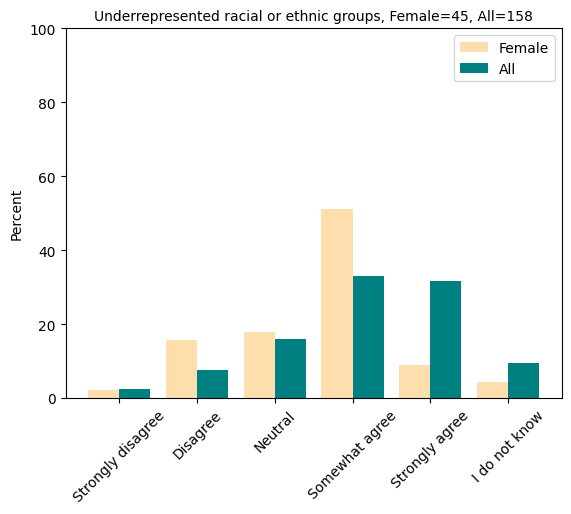 Underrepresented racial or ethnic groups, Female=45, All=158
100
80
60
40
20
0
Percent
Female
All
Strongly disagree
Disagree
Neutral
Somewhat agree
Strongly agree
I do not know